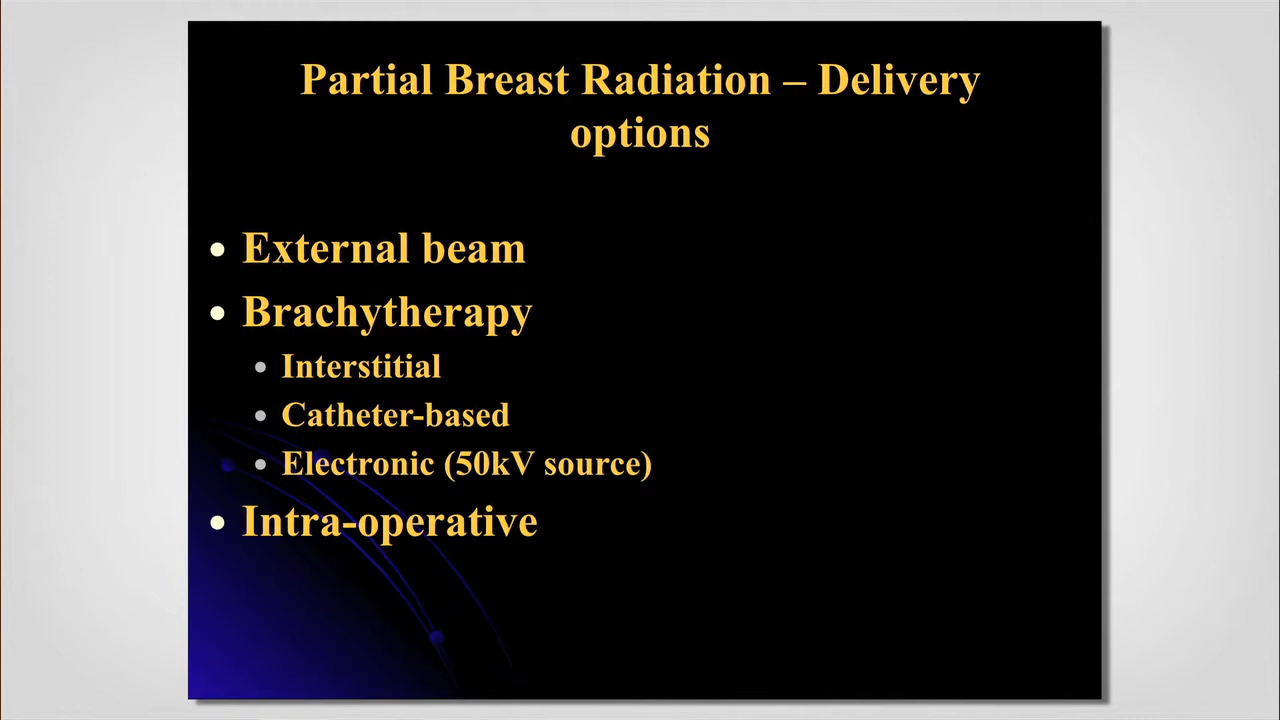 Partial Breast Radiation – Delivery
options
• External beam
• Brachytherapy
• Interstitial
• Catheter-based
• Electronic (50kV source)
• Intra-operative